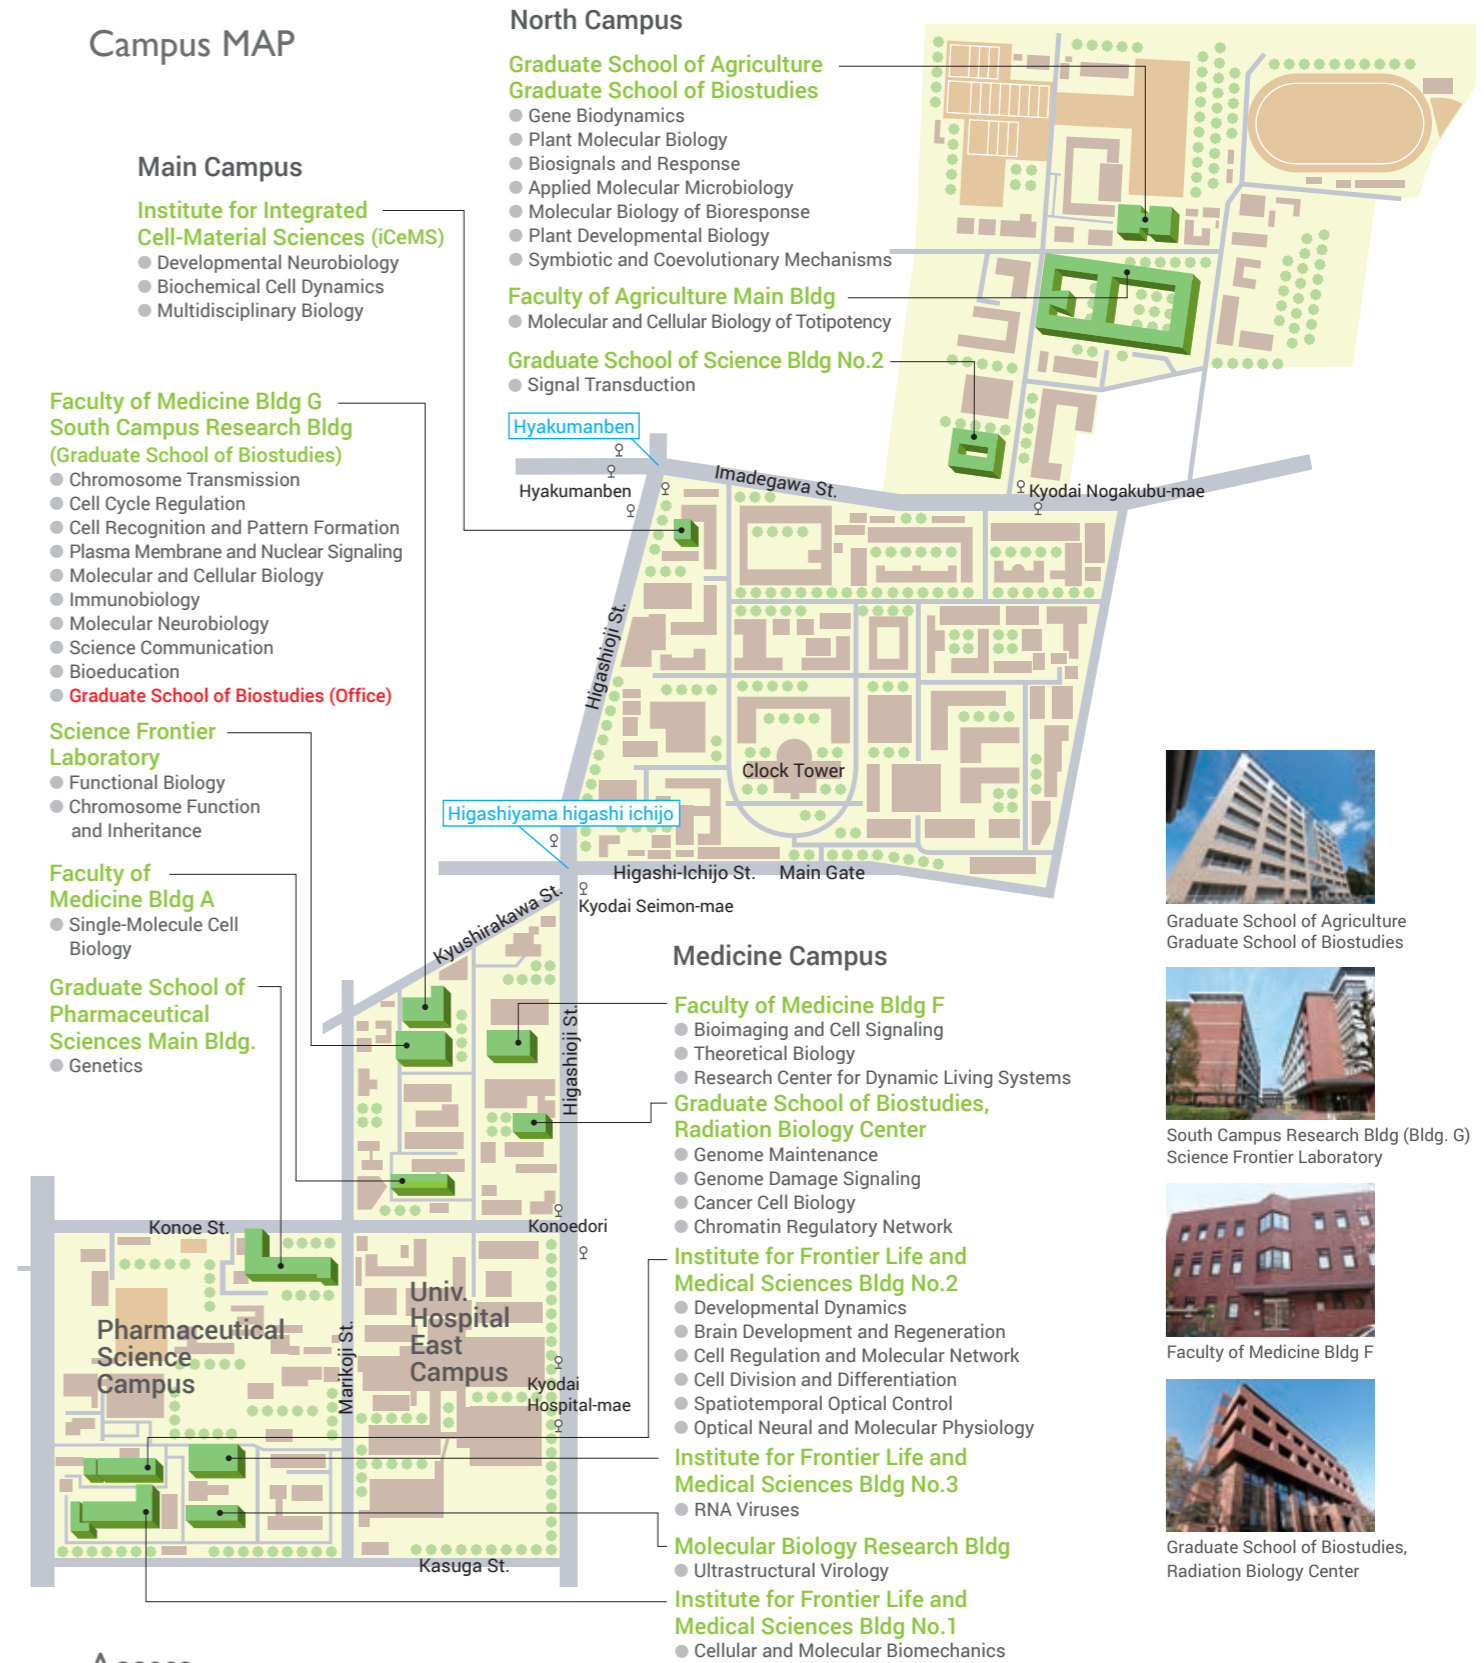 Campus MAP
North Campus
Graduate School of Agriculture
Graduate School of Biostudies
Gene Biodynamics
Plant Molecular Biology
Biosignals and Response
Applied Molecular Microbiology
Molecular Biology of Bioresponse
Plant Developmental Biology
Symbiotic and Coevolutionary Mechanisms
Faculty of Agriculture Main Bldg
Molecular and Cellular Biology of Totipotency
Graduate School of Science Bldg No.2
Signal Transduction
Main Campus
Institute for Integrated
Cell-Material Sciences (iCeMS)
Developmental Neurobiology
Biochemical Cell Dynamics
Multidisciplinary Biology
Faculty of Medicine Bldg G
South Campus Research Bldg
(Graduate School of Biostudies)
Chromosome Transmission
Cell Cycle Regulation
Cell Recognition and Pattern Formation
Plasma Membrane and Nuclear Signaling
Molecular and Cellular Biology
Immunobiology
Molecular Neurobiology
Science Communication
Bioeducation
Graduate School of Biostudies (Office)
Science Frontier
Laboratory
Functional Biology
Chromosome Function
and Inheritance
Faculty of
Medicine Bldg A
Single-Molecule Cell
Biology
Graduate School of
Pharmaceutical
Sciences Main Bldg.
Genetics
Hyakumanben
Hyakumanben
Imadegawa St.
Kyodai Nogakubu-mae
Higashioji St.
Clock Tower
Higashiyama higashi ichijo
Higashi-Ichijo St.
Main Gate
Kyodai Seimon-mae
Kyushirakawa St.
Higashioji St.
Konoe St.
Konoedori
Marikoji St.
Pharmaceutical
Science
Campus
Univ.
Hospital
East
Campus
Kyodai
Hospital-mae
Kasuga St.
Medicine Campus
Faculty of Medicine Bldg F
Bioimaging and Cell Signaling
Theoretical Biology
Research Center for Dynamic Living Systems
Graduate School of Biostudies,
Radiation Biology Center
Genome Maintenance
Genome Damage Signaling
Cancer Cell Biology
Chromatin Regulatory Network
Institute for Frontier Life and
Medical Sciences Bldg No.2
Developmental Dynamics
Brain Development and Regeneration
Cell Regulation and Molecular Network
Cell Division and Differentiation
Spatiotemporal Optical Control
Optical Neural and Molecular Physiology
Institute for Frontier Life and
Medical Sciences Bldg No.3
RNA Viruses
Molecular Biology Research Bldg
Ultrastructural Virology
Institute for Frontier Life and
Medical Sciences Bldg No.1
Cellular and Molecular Biomechanics
Graduate School of Agriculture
Graduate School of Biostudies
South Campus Research Bldg (Bldg. G)
Science Frontier Laboratory
Faculty of Medicine Bldg F
Graduate School of Biostudies,
Radiation Biology Center